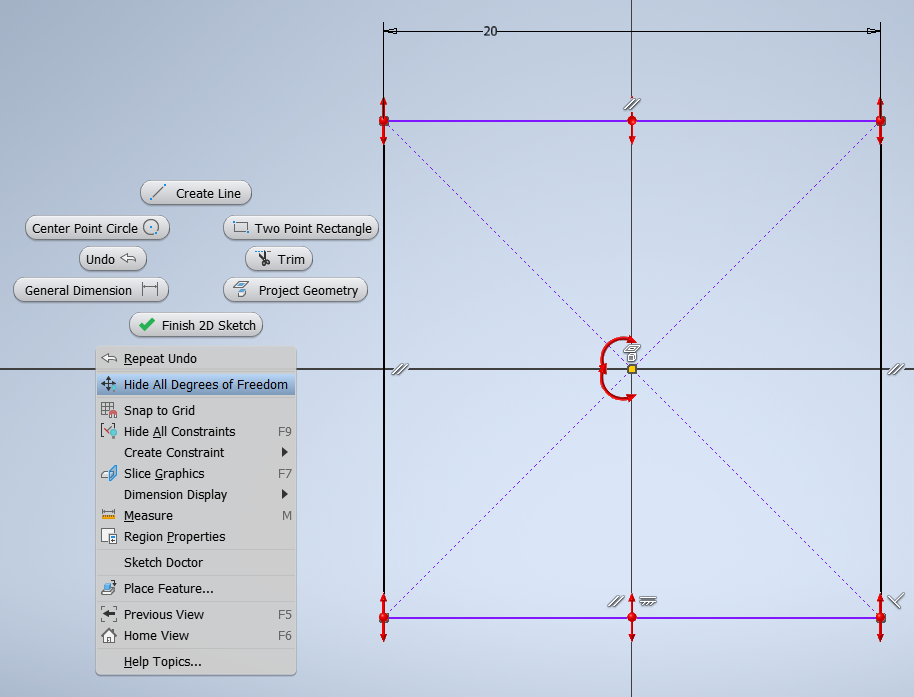 20
Create Line
Center Point Circle
Two Point Rectangle
Undo
Trim
General Dimension
Project Geometry
Finish 2D Sketch
Repeat Undo
Hide All Degrees of Freedom
Snap to Grid
Hide All Constraints F9
Create Constraint
Slice Graphics F7
Dimension Display
Measure M
Region Properties
Sketch Doctor
Place Feature...
Previous View F5
Home View F6
Help Topics...